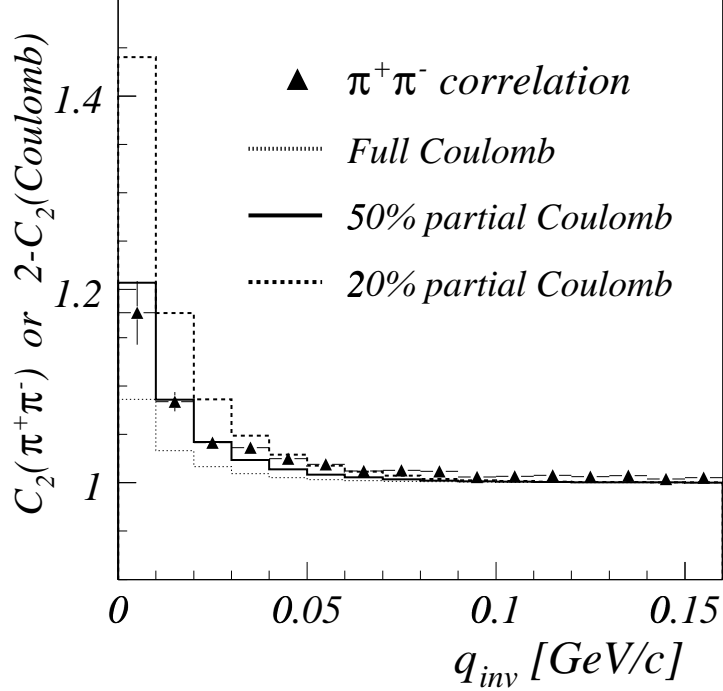 C₂(π⁺π⁻) or 2-C₂(Coulomb)
1.4
1.2
1
π⁺π⁻ correlation
Full Coulomb
50% partial Coulomb
20% partial Coulomb
0 0.05 0.1 0.15
q_inv [GeV/c]